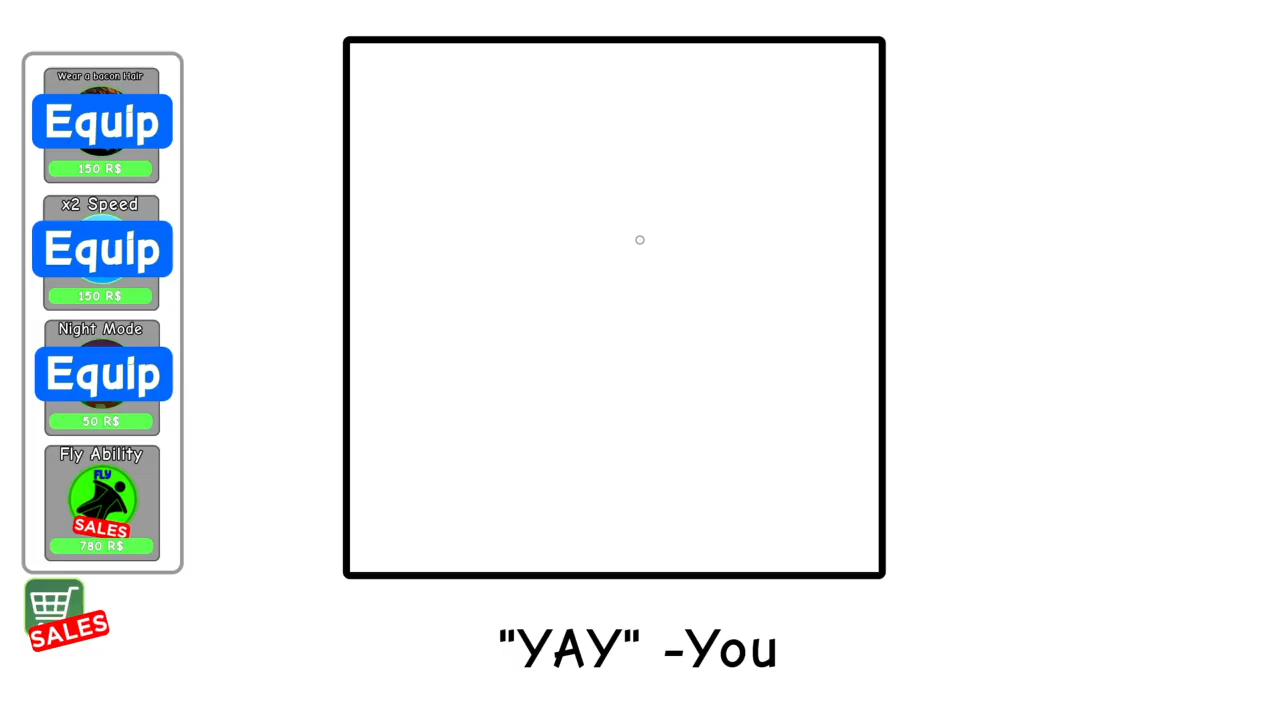 Wear a bacon Hair
Equip
150 R$
x2 Speed
Equip
150 R$
Night Mode
Equip
50 R$
Fly Ability
FLY
SALES
780 R$
SALES
"YAY" -You